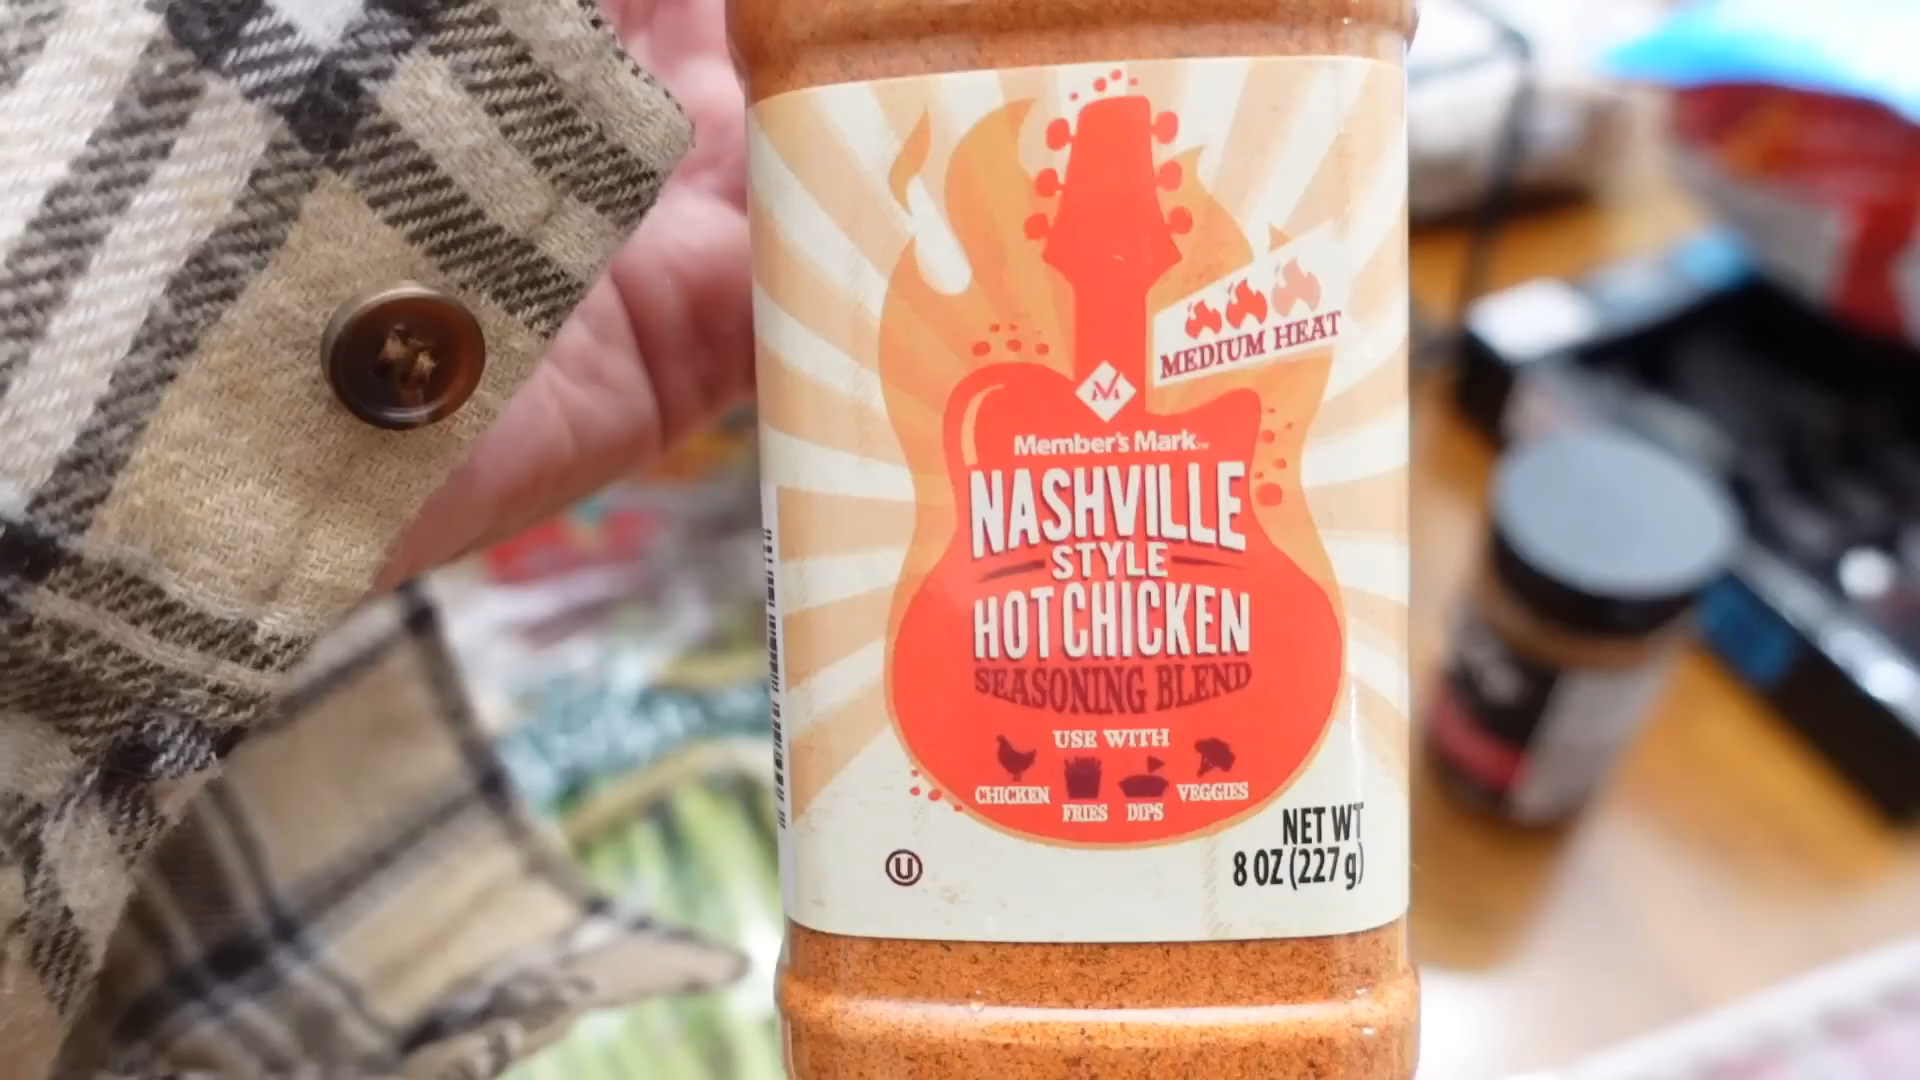 MEDIUM HEAT
Member's Mark™
NASHVILLE
STYLE
HOT CHICKEN
SEASONING BLEND
USE WITH
CHICKEN
FRIES
DIPS
VEGGIES
U
NET WT
8 OZ (227 g)